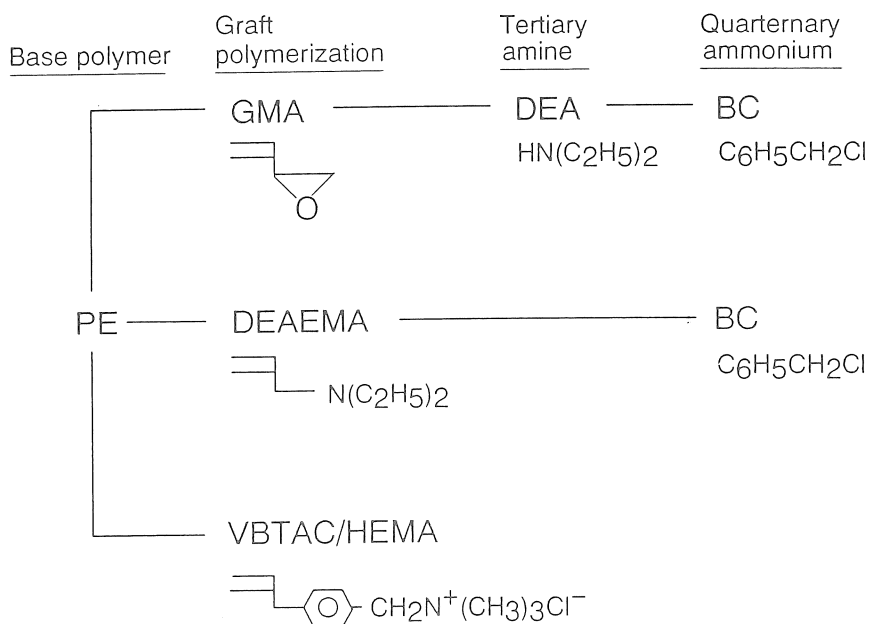 Base polymer
Graft
polymerization
Tertiary
amine
Quarternary
ammonium
GMA
DEA
BC
HN(C2H5)2
C6H5CH2Cl
O
PE
DEAEMA
BC
N(C2H5)2
C6H5CH2Cl
VBTAC/HEMA
CH2N+(CH3)3Cl−